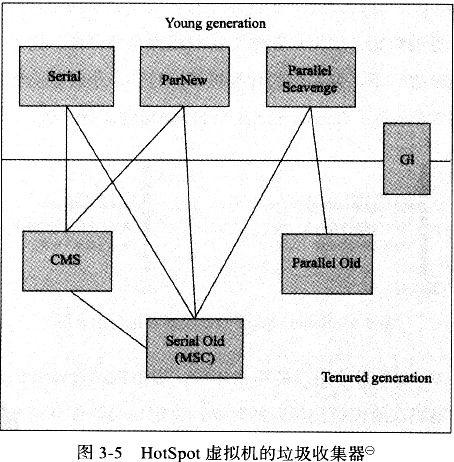 Young generation
Serial
ParNew
Parallel
Scavenge
G1
CMS
Parallel Old
Serial Old
(MSC)
Tenured generation
图 3-5 HotSpot 虚拟机的垃圾收集器㊀